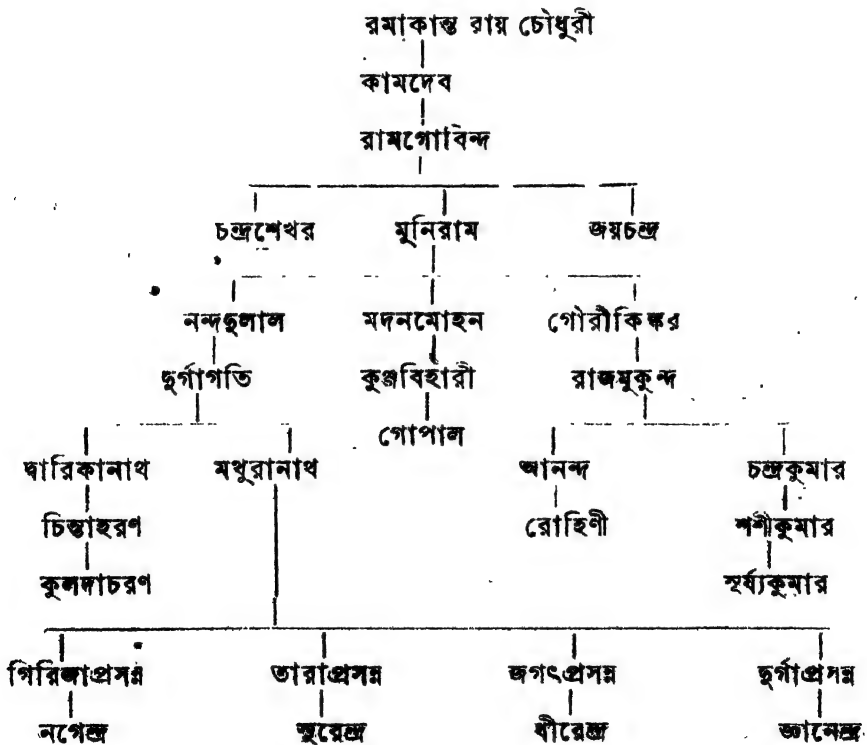 রমাকান্ত রায় চৌধুরী
কামদেব
রামগোবিন্দ
চন্দ্রশেখর মুনিরাম জয়চন্দ্র
নন্দদুলাল মদনমোহন গৌরীকিঙ্কর
দুর্গাগতি কুঞ্জবিহারী রাজমুকুন্দ
গোপাল
দ্বারিকানাথ মথুরানাথ আনন্দ চন্দ্রকুমার
চিন্তাহরণ রোহিণী শশীকুমার
কুলদাচরণ সূর্য্যকুমার
গিরিজাপ্রসন্ন তারাপ্রসন্ন জগৎপ্রসন্ন দুর্গাপ্রসন্ন
নগেন্দ্র সুরেন্দ্র ধীরেন্দ্র জ্ঞানেন্দ্র